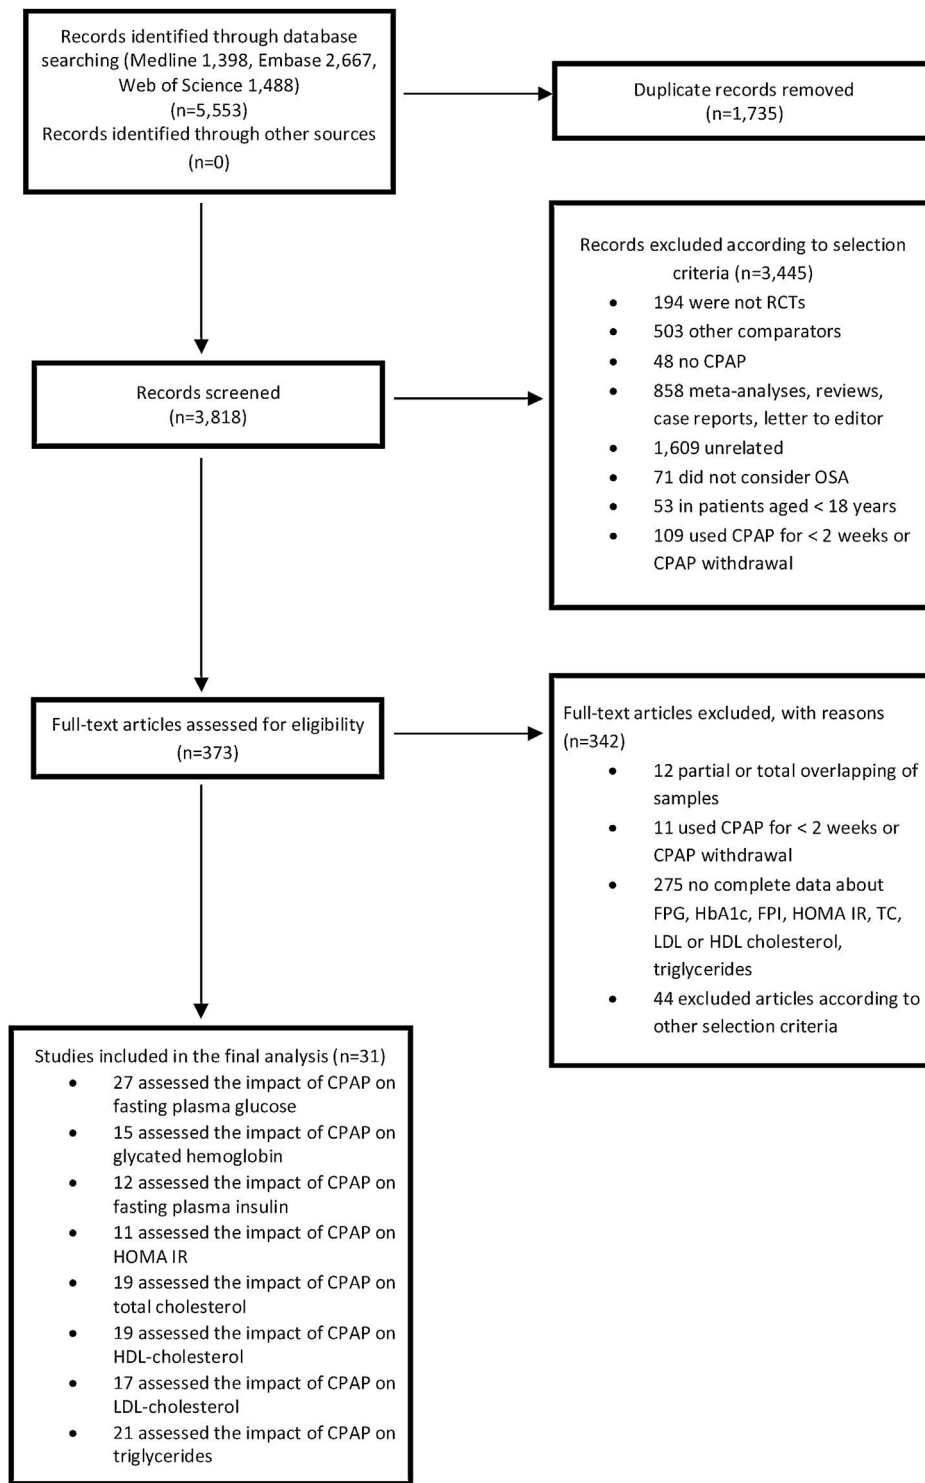 Records identified through database
searching (Medline 1,398, Embase 2,667,
Web of Science 1,488)
(n=5,553)
Records identified through other sources
(n=0)
Duplicate records removed
(n=1,735)
Records excluded according to selection
criteria (n=3,445)
• 194 were not RCTs
• 503 other comparators
• 48 no CPAP
• 858 meta-analyses, reviews,
case reports, letter to editor
• 1,609 unrelated
• 71 did not consider OSA
• 53 in patients aged < 18 years
• 109 used CPAP for < 2 weeks or
CPAP withdrawal
Records screened
(n=3,818)
Full-text articles assessed for eligibility
(n=373)
Full-text articles excluded, with reasons
(n=342)
• 12 partial or total overlapping of
samples
• 11 used CPAP for < 2 weeks or
CPAP withdrawal
• 275 no complete data about
FPG, HbA1c, FPI, HOMA IR, TC,
LDL or HDL cholesterol,
triglycerides
• 44 excluded articles according to
other selection criteria
Studies included in the final analysis (n=31)
• 27 assessed the impact of CPAP on
fasting plasma glucose
• 15 assessed the impact of CPAP on
glycated hemoglobin
• 12 assessed the impact of CPAP on
fasting plasma insulin
• 11 assessed the impact of CPAP on
HOMA IR
• 19 assessed the impact of CPAP on
total cholesterol
• 19 assessed the impact of CPAP on
HDL-cholesterol
• 17 assessed the impact of CPAP on
LDL-cholesterol
• 21 assessed the impact of CPAP on
triglycerides